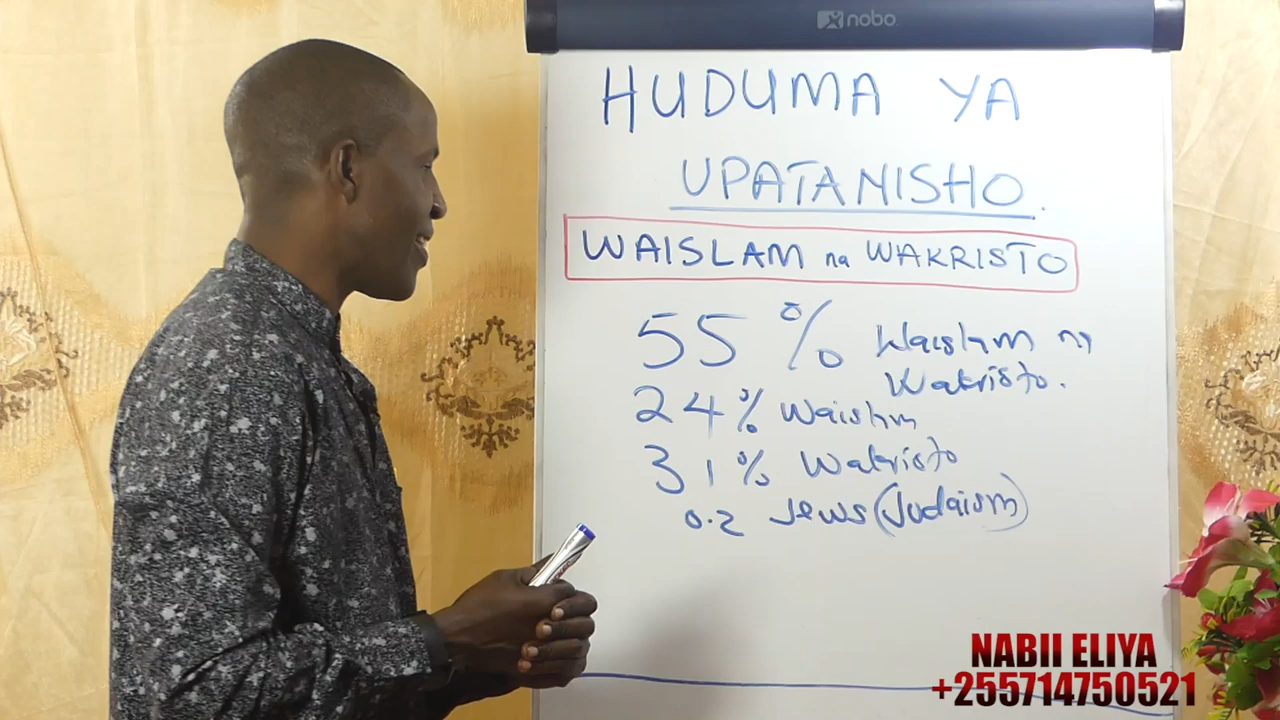 nobo
HUDUMA YA
UPATANISHO.
WAISLAM na WAKRISTO
55 % Waislam na
Wakristo.
24% Waislm
31% Wakristo
0.2 Jews (Judaism)
NABII ELIYA
+255714750521